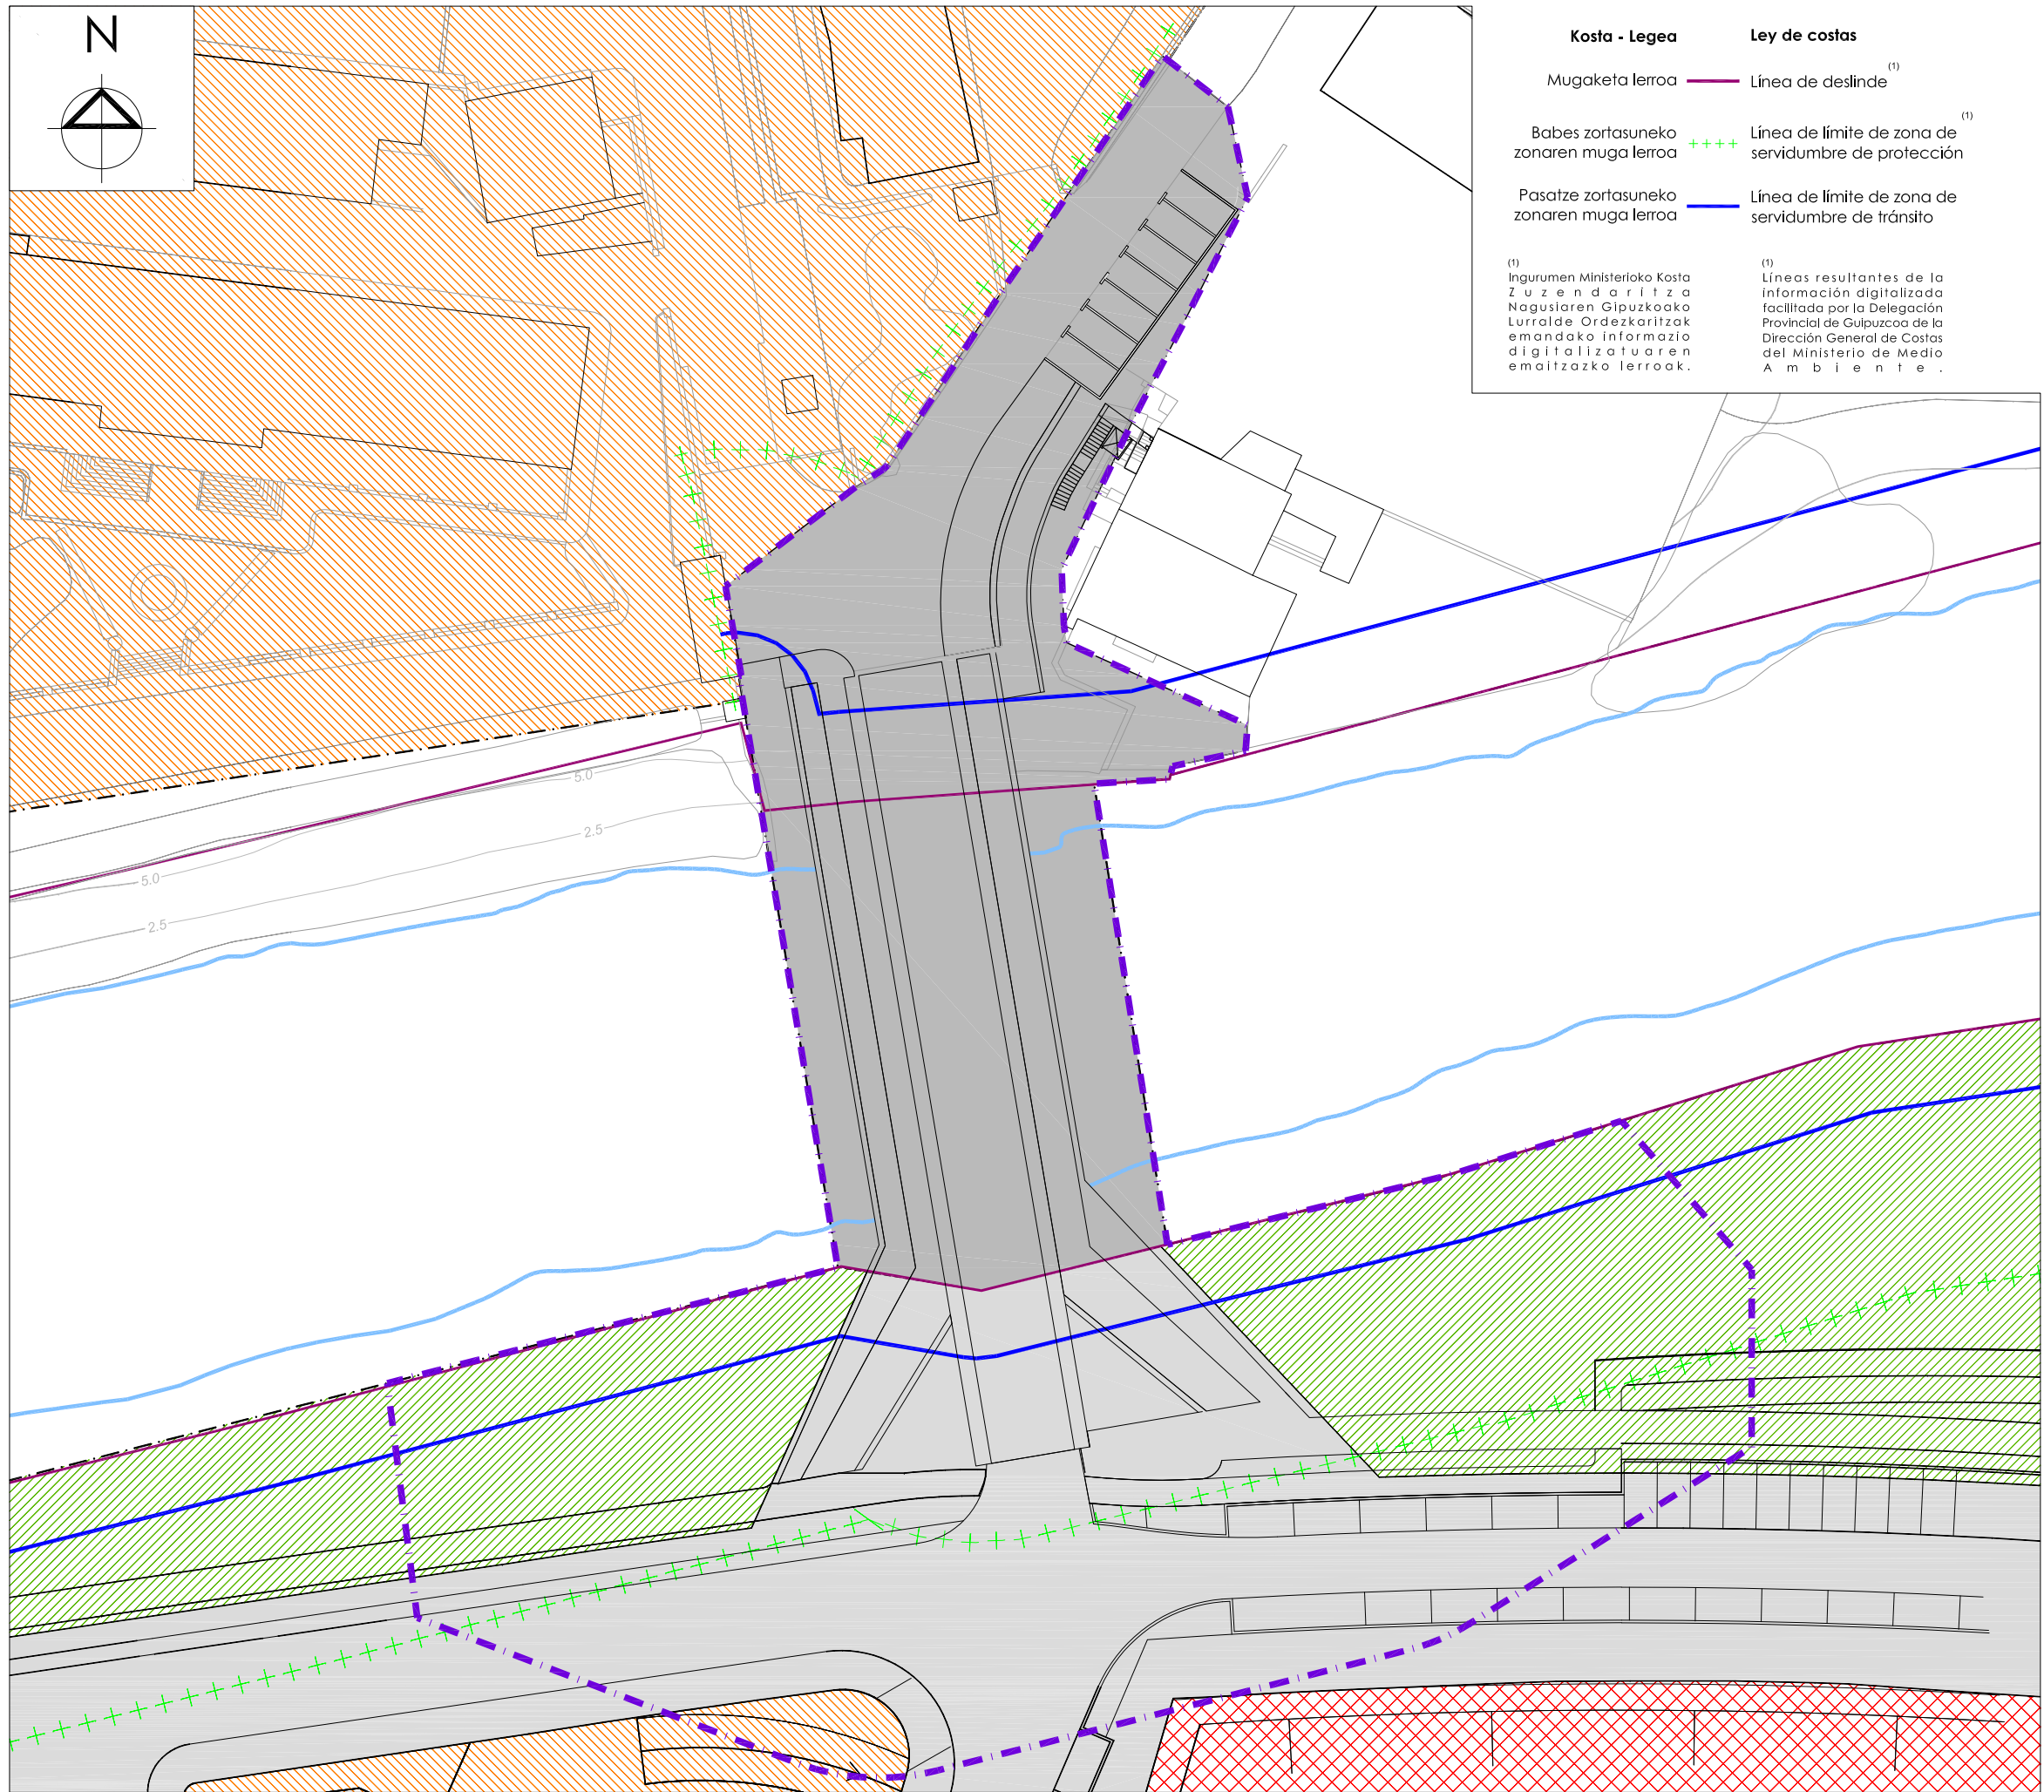 N
Kosta - Legea
Ley de costas
Mugaketa lerroa
Línea de deslinde (1)
Babes zortasuneko
zonaren muga lerroa
Línea de límite de zona de (1)
servidumbre de protección
Pasatze zortasuneko
zonaren muga lerroa
Línea de límite de zona de
servidumbre de tránsito
(1)
Ingurumen Ministerioko Kosta
Zuzendarítza
Nagusiaren Gipuzkoako
Lurralde Ordezkaritzak
emandako informazio
digitalizatuaren
emaitzazko lerroak.
(1)
Líneas resultantes de la
información digitalizada
facilitada por la Delegación
Provincial de Guipuzcoa de la
Dirección General de Costas
del Ministerio de Medio
Ambiente.
5.0
2.5
5.0
2.5